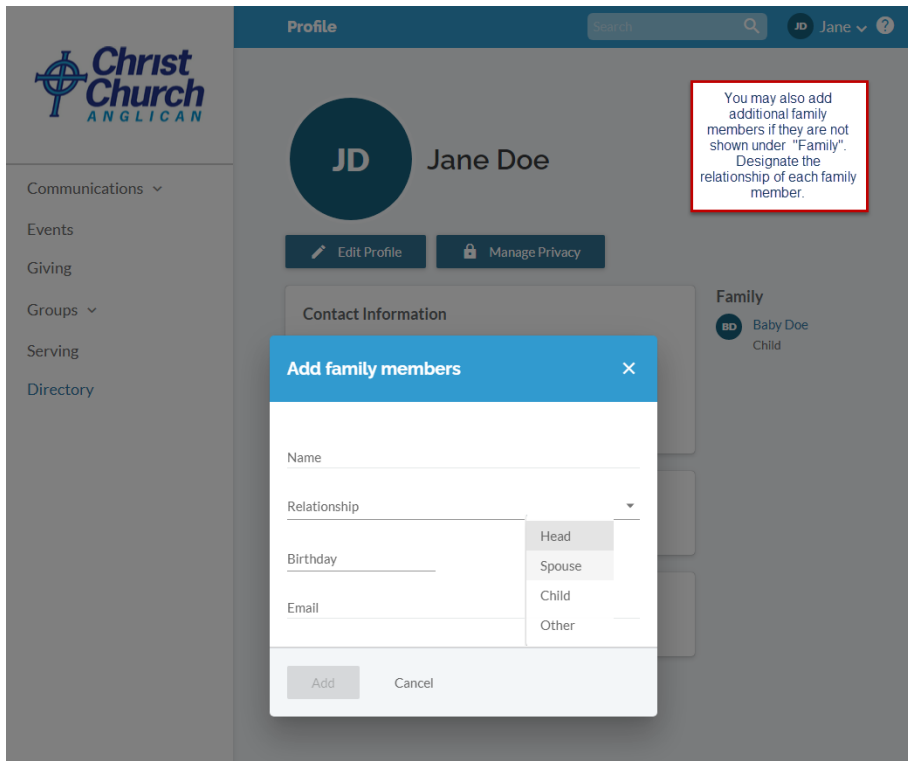 Christ
Church
ANGLICAN
Communications
Events
Giving
Groups
Serving
Directory
Profile
Search
JD
Jane
?
JD
Jane Doe
You may also add
additional family
members if they are not
shown under "Family".
Designate the
relationship of each family
member.
Edit Profile
Manage Privacy
Contact Information
Family
BD
Baby Doe
Child
Add family members
Name
Relationship
Head
Spouse
Child
Other
Birthday
Email
Add
Cancel